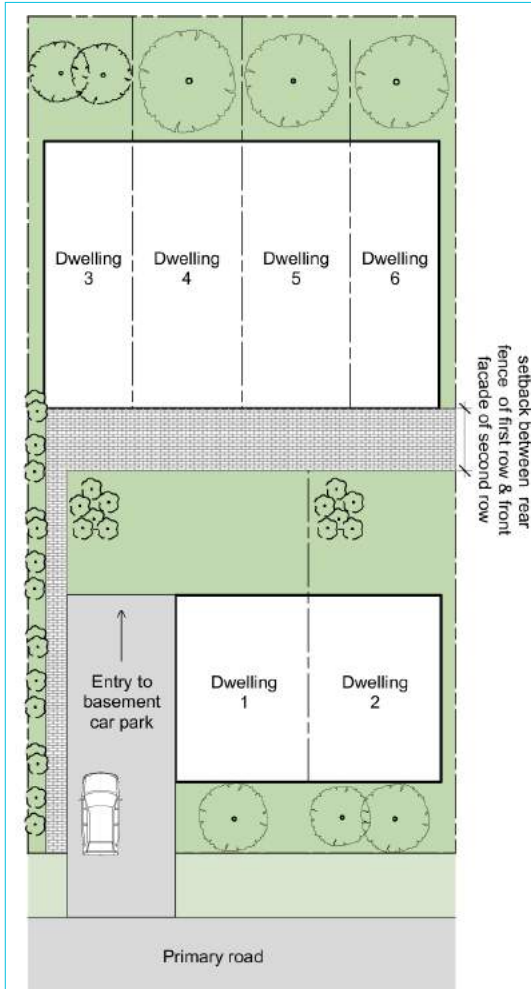 Dwelling
3
Dwelling
4
Dwelling
5
Dwelling
6
setback between rear
fence of first row & front
facade of second row
Entry to
basement
car park
Dwelling
1
Dwelling
2
Primary road